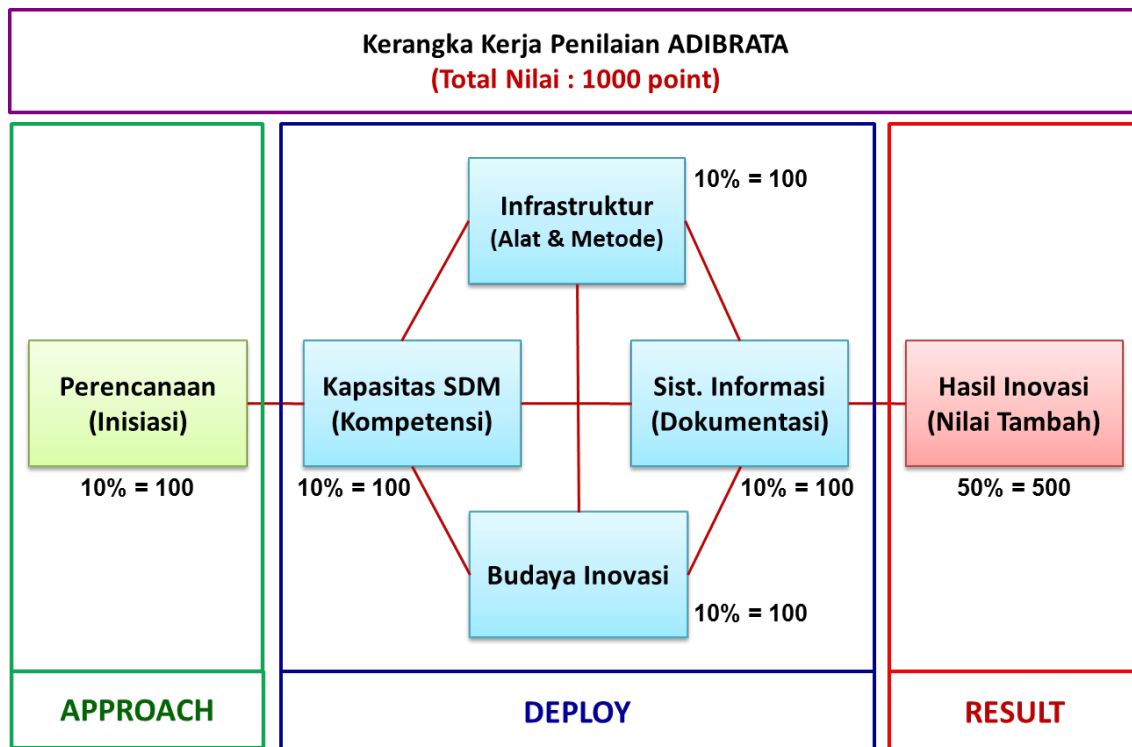 Kerangka Kerja Penilaian ADIBRATA
(Total Nilai : 1000 point)
Infrastruktur
(Alat & Metode)
10% = 100
Perencanaan
(Inisiasi)
10% = 100
Kapasitas SDM
(Kompetensi)
10% = 100
Sist. Informasi
(Dokumentasi)
10% = 100
Hasil Inovasi
(Nilai Tambah)
50% = 500
Budaya Inovasi
10% = 100
APPROACH
DEPLOY
RESULT